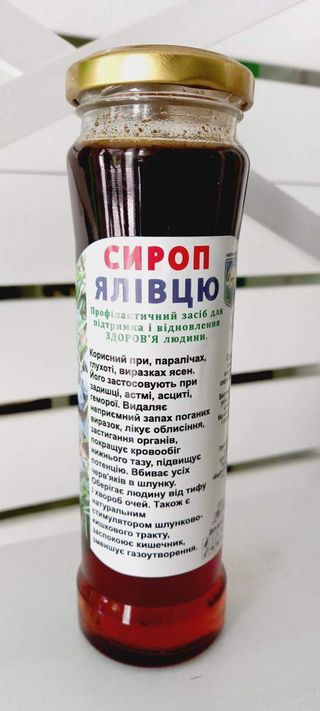 СИРОП
ЯЛІВЦЮ
Профілактичний засіб для
підтримка і відновлення
ЗДОРОВ'Я людини.
Корисний при, паралічах,
глухоті, виразках ясен.
Його застосовують при
задишці, астмі, асциті,
геморої. Видаляє
неприємний запах поганих
виразок, лікує облисіння,
застигання органів,
покращує кровообіг
нижнього тазу, підвищує
потенцію. Вбиває усіх
черв'яків в шлунку.
Оберігає людину від тифу
і хвороб очей. Також є
натуральним
стимулятором шлунково-
кишкового тракту,
заспокоює кишечник,
зменшує газоутворення.